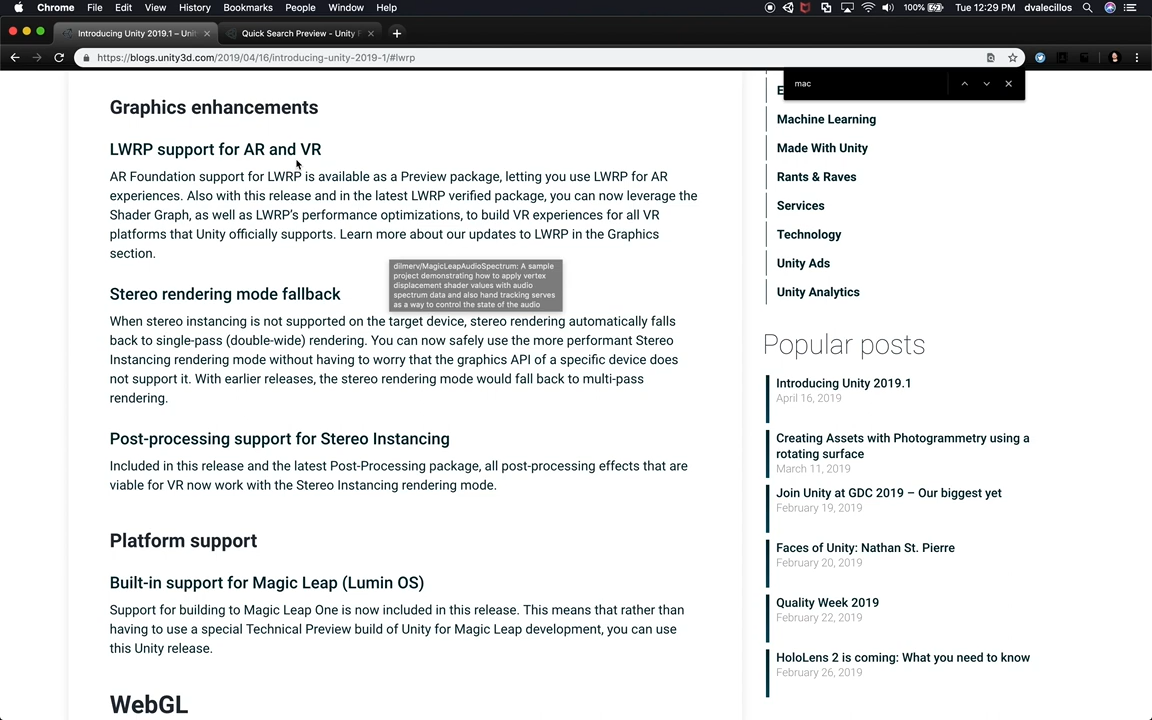 Chrome File Edit View History Bookmarks People Window Help 100% Tue 12:29 PM dvalecillos
Introducing Unity 2019.1 – Unit
Quick Search Preview - Unity F
https://blogs.unity3d.com/2019/04/16/introducing-unity-2019-1/#lwrp
mac
Graphics enhancements
LWRP support for AR and VR
AR Foundation support for LWRP is available as a Preview package, letting you use LWRP for AR
experiences. Also with this release and in the latest LWRP verified package, you can now leverage the
Shader Graph, as well as LWRP's performance optimizations, to build VR experiences for all VR
platforms that Unity officially supports. Learn more about our updates to LWRP in the Graphics
section.
dilmerv/MagicLeapAudioSpectrum: A sample
project demonstrating how to apply vertex
displacement shader values with audio
spectrum data and also hand tracking serves
as a way to control the state of the audio
Stereo rendering mode fallback
When stereo instancing is not supported on the target device, stereo rendering automatically falls
back to single-pass (double-wide) rendering. You can now safely use the more performant Stereo
Instancing rendering mode without having to worry that the graphics API of a specific device does
not support it. With earlier releases, the stereo rendering mode would fall back to multi-pass
rendering.
Post-processing support for Stereo Instancing
Included in this release and the latest Post-Processing package, all post-processing effects that are
viable for VR now work with the Stereo Instancing rendering mode.
Platform support
Built-in support for Magic Leap (Lumin OS)
Support for building to Magic Leap One is now included in this release. This means that rather than
having to use a special Technical Preview build of Unity for Magic Leap development, you can use
this Unity release.
WebGL
Machine Learning
Made With Unity
Rants & Raves
Services
Technology
Unity Ads
Unity Analytics
Popular posts
Introducing Unity 2019.1
April 16, 2019
Creating Assets with Photogrammetry using a
rotating surface
March 11, 2019
Join Unity at GDC 2019 – Our biggest yet
February 19, 2019
Faces of Unity: Nathan St. Pierre
February 20, 2019
Quality Week 2019
February 22, 2019
HoloLens 2 is coming: What you need to know
February 26, 2019